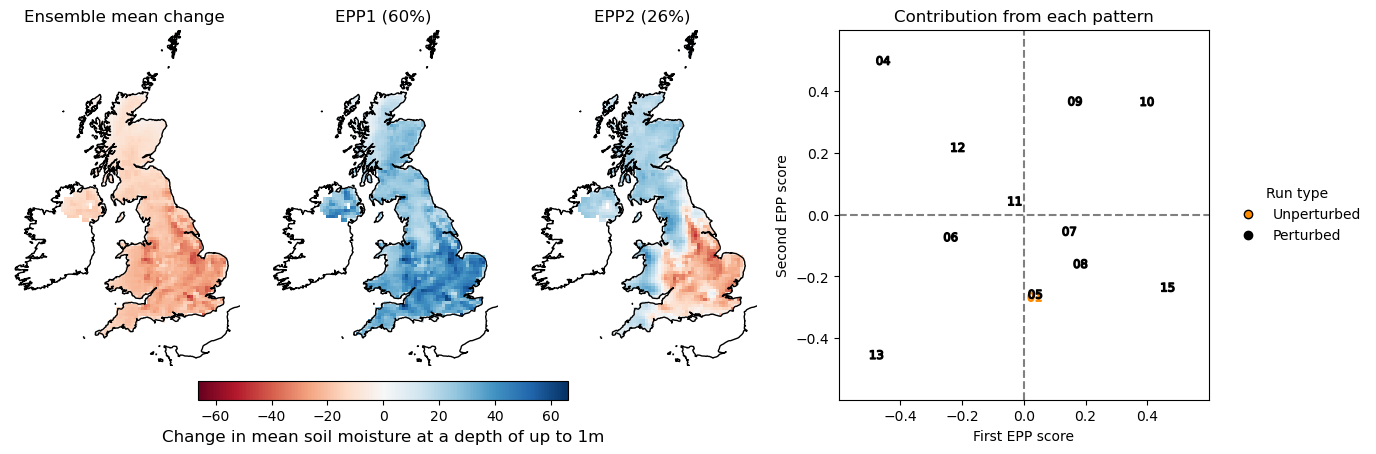 Ensemble mean change
EPP1 (60%)
EPP2 (26%)
−60 −40 −20 0 20 40 60
Change in mean soil moisture at a depth of up to 1m
Contribution from each pattern
Second EPP score
0.4
0.2
0.0
−0.2
−0.4
04
09 10
12
11
06 07
08
05
15
13
−0.4 −0.2 0.0 0.2 0.4
First EPP score
Run type
Unperturbed
Perturbed